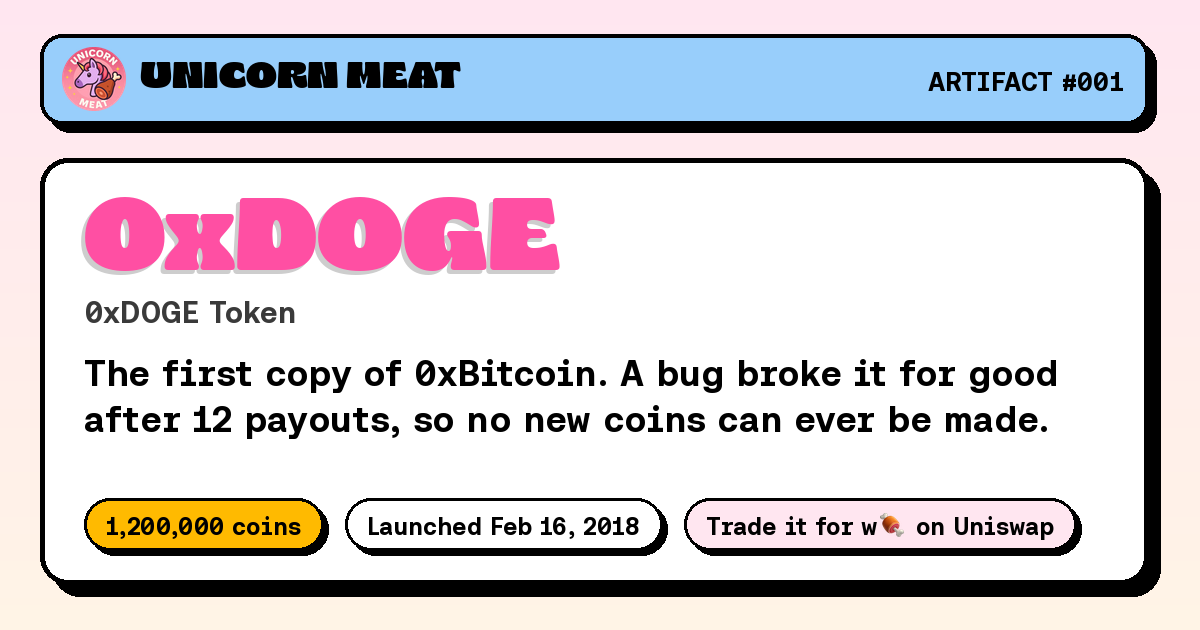 UNICORN MEAT
UNICORN MEAT
ARTIFACT #001
0xDOGE
0xDOGE Token
The first copy of 0xBitcoin. A bug broke it for good
after 12 payouts, so no new coins can ever be made.
1,200,000 coins
Launched Feb 16, 2018
Trade it for w🍖 on Uniswap